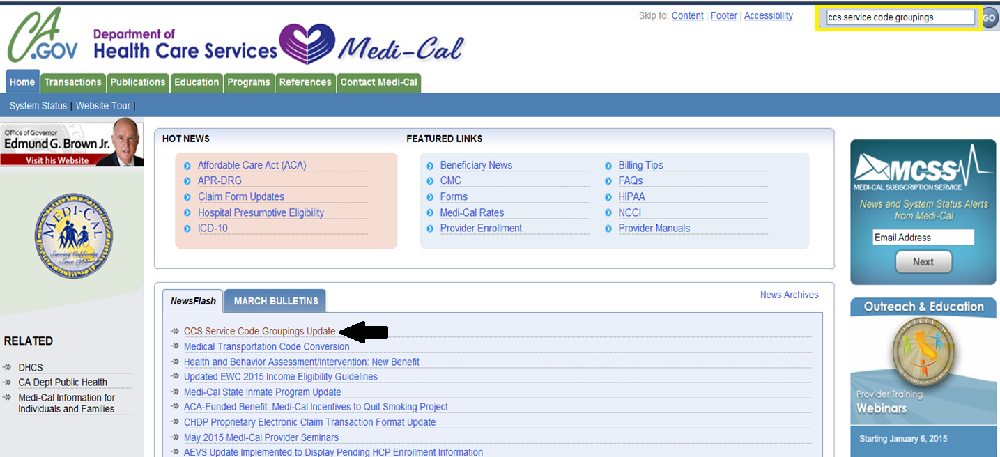 Skip to: Content | Footer | Accessibility
ccs service code groupings
GO
CA.GOV
Department of
Health Care Services
Medi-Cal
Home
Transactions
Publications
Education
Programs
References
Contact Medi-Cal
System Status | Website Tour |
Office of Governor
Edmund G. Brown Jr.
Visit his Website
MEDI-CAL
Serving California
Since 1966
RELATED
DHCS
CA Dept Public Health
Medi-Cal Information for
Individuals and Families
HOT NEWS
Affordable Care Act (ACA)
APR-DRG
Claim Form Updates
Hospital Presumptive Eligibility
ICD-10
FEATURED LINKS
Beneficiary News
CMC
Forms
Medi-Cal Rates
Provider Enrollment
Billing Tips
FAQs
HIPAA
NCCI
Provider Manuals
NewsFlash
MARCH BULLETINS
News Archives
CCS Service Code Groupings Update
Medical Transportation Code Conversion
Health and Behavior Assessment/Intervention: New Benefit
Updated EWC 2015 Income Eligibility Guidelines
Medi-Cal State Inmate Program Update
ACA-Funded Benefit: Medi-Cal Incentives to Quit Smoking Project
CHDP Proprietary Electronic Claim Transaction Format Update
May 2015 Medi-Cal Provider Seminars
AEVS Update Implemented to Display Pending HCP Enrollment Information
MCSS
MEDI-CAL SUBSCRIPTION SERVICE
News and System Status Alerts
from Medi-Cal
Email Address
Next
Outreach & Education
OUTREACH
EDUCATION
Provider Training
Webinars
Starting January 6, 2015